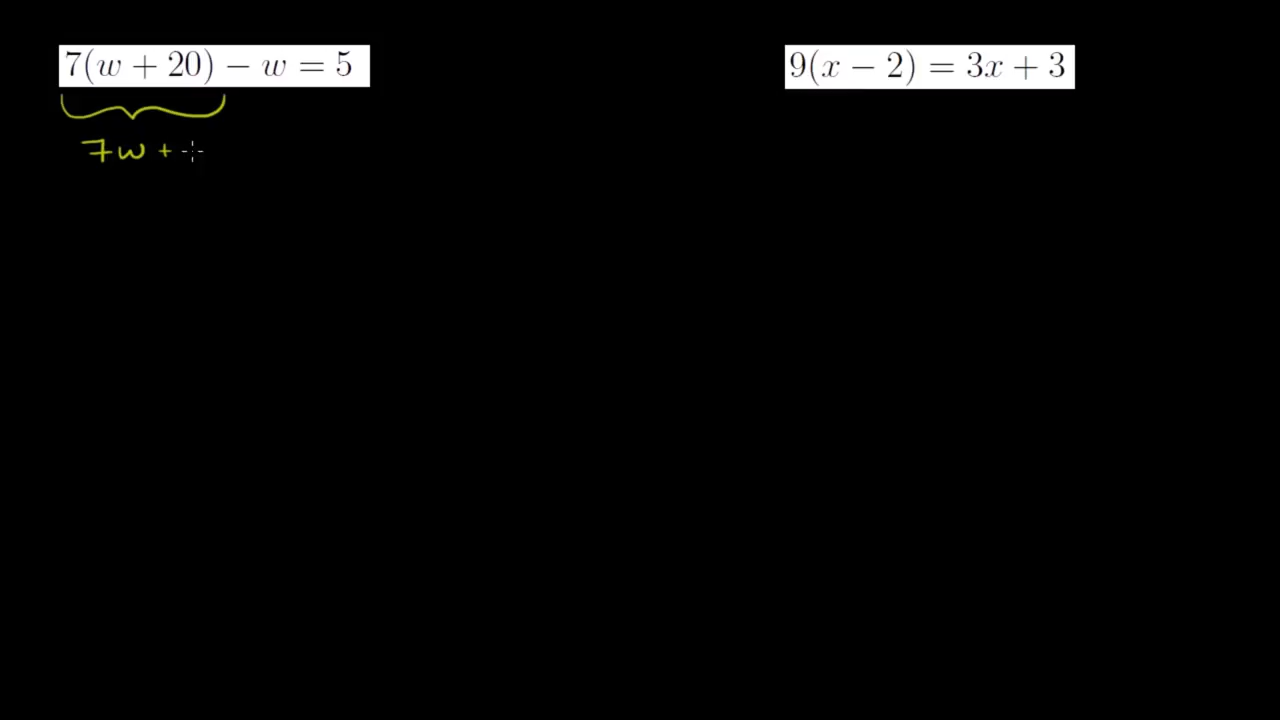 7(w + 20) − w = 5
9(x − 2) = 3x + 3
7w +